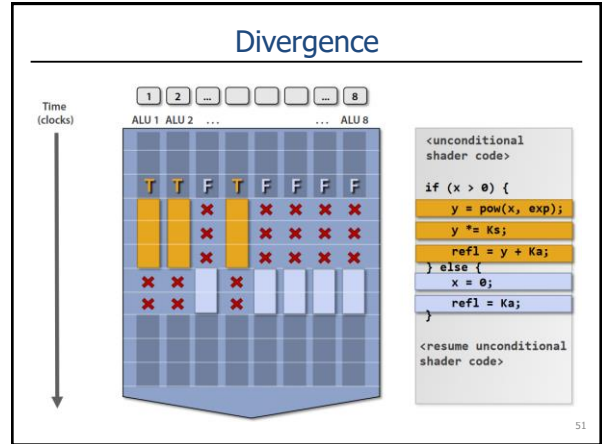 Divergence
1 2 ... ... 8
Time
(clocks)
ALU 1 ALU 2 ... ... ALU 8
T T F T F F F F
<unconditional
shader code>
if (x > 0) {
y = pow(x, exp);
y *= Ks;
refl = y + Ka;
} else {
x = 0;
refl = Ka;
}
<resume unconditional
shader code>
51